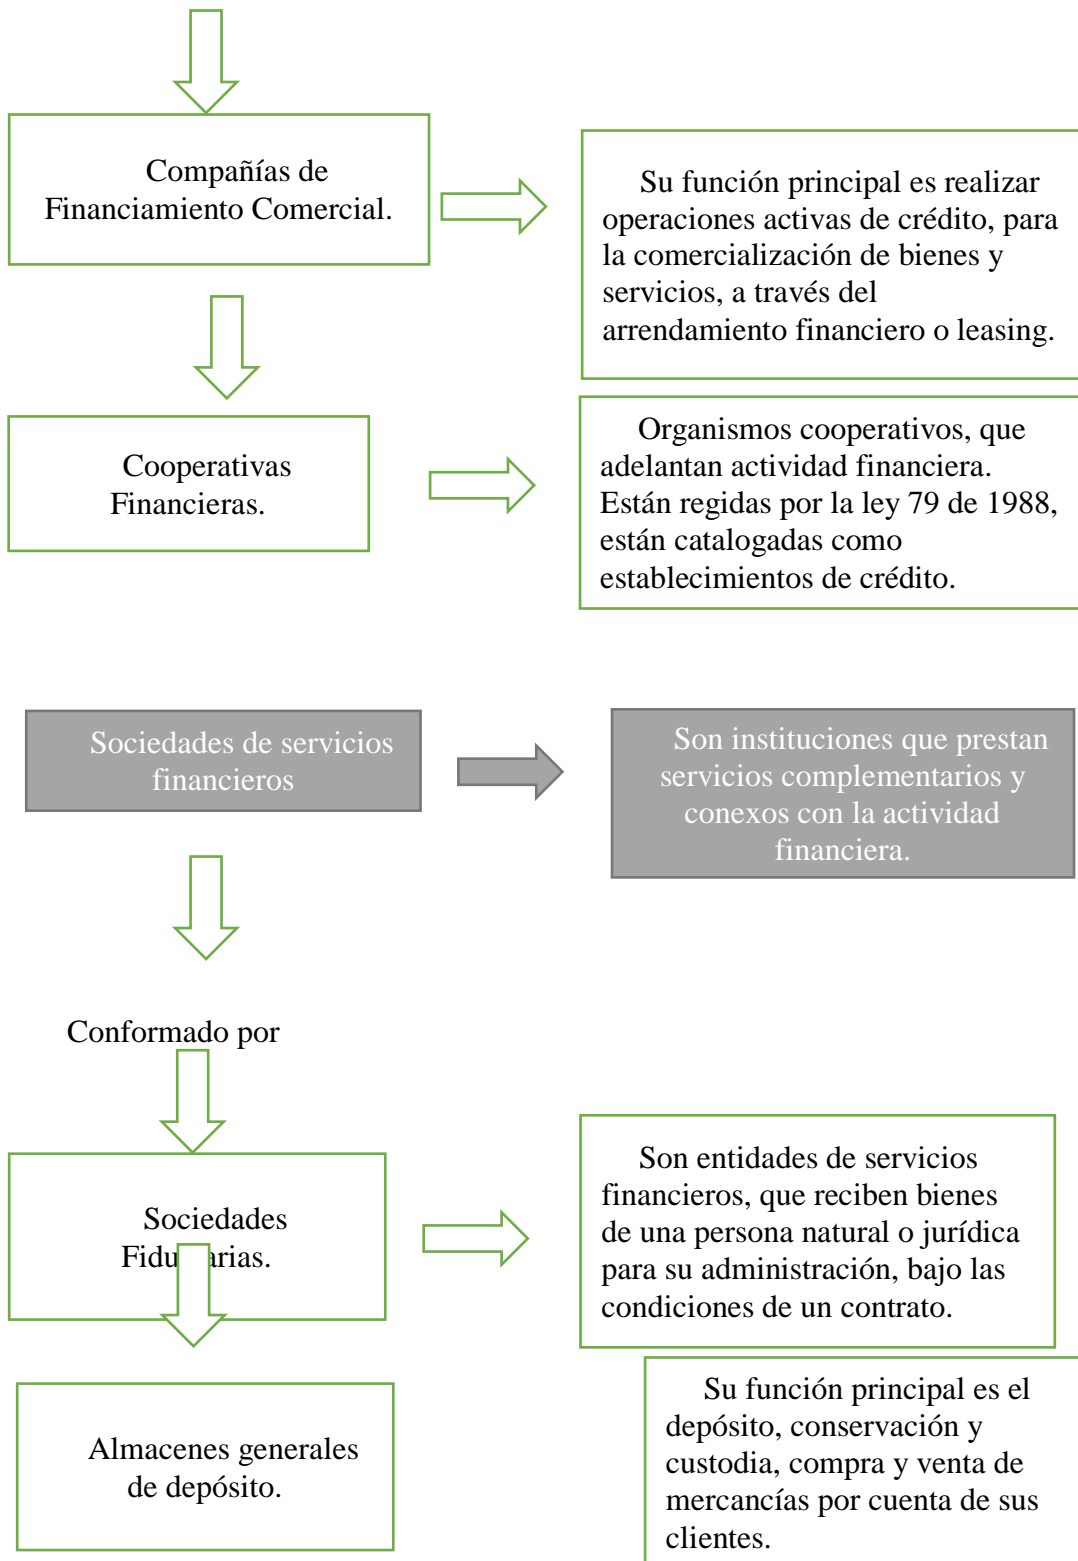 Compañías de
Financiamiento Comercial.
Su función principal es realizar
operaciones activas de crédito, para
la comercialización de bienes y
servicios, a través del
arrendamiento financiero o leasing.
Cooperativas
Financieras.
Organismos cooperativos, que
adelantan actividad financiera.
Están regidas por la ley 79 de 1988,
están catalogadas como
establecimientos de crédito.
Sociedades de servicios
financieros
Son instituciones que prestan
servicios complementarios y
conexos con la actividad
financiera.
Conformado por
Sociedades
Fiduciarias.
Son entidades de servicios
financieros, que reciben bienes
de una persona natural o jurídica
para su administración, bajo las
condiciones de un contrato.
Almacenes generales
de depósito.
Su función principal es el
depósito, conservación y
custodia, compra y venta de
mercancías por cuenta de sus
clientes.